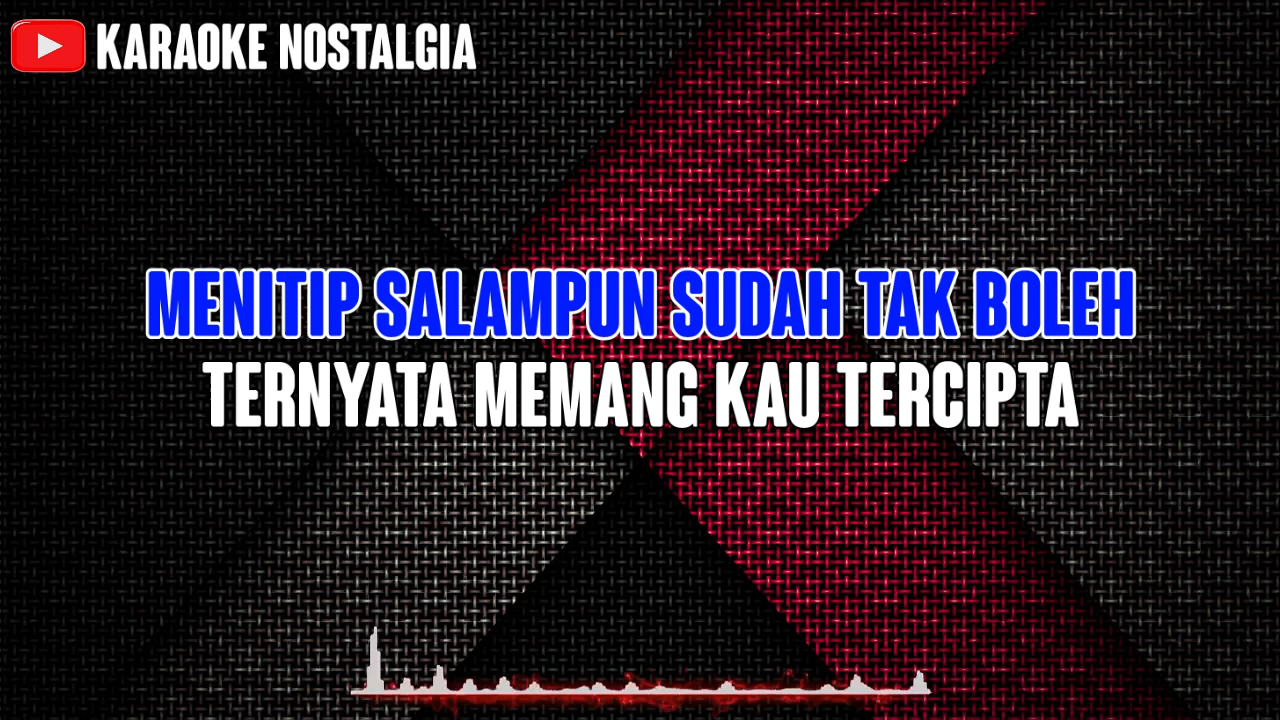 KARAOKE NOSTALGIA
MENITIP SALAMPUN SUDAH TAK BOLEH
TERNYATA MEMANG KAU TERCIPTA